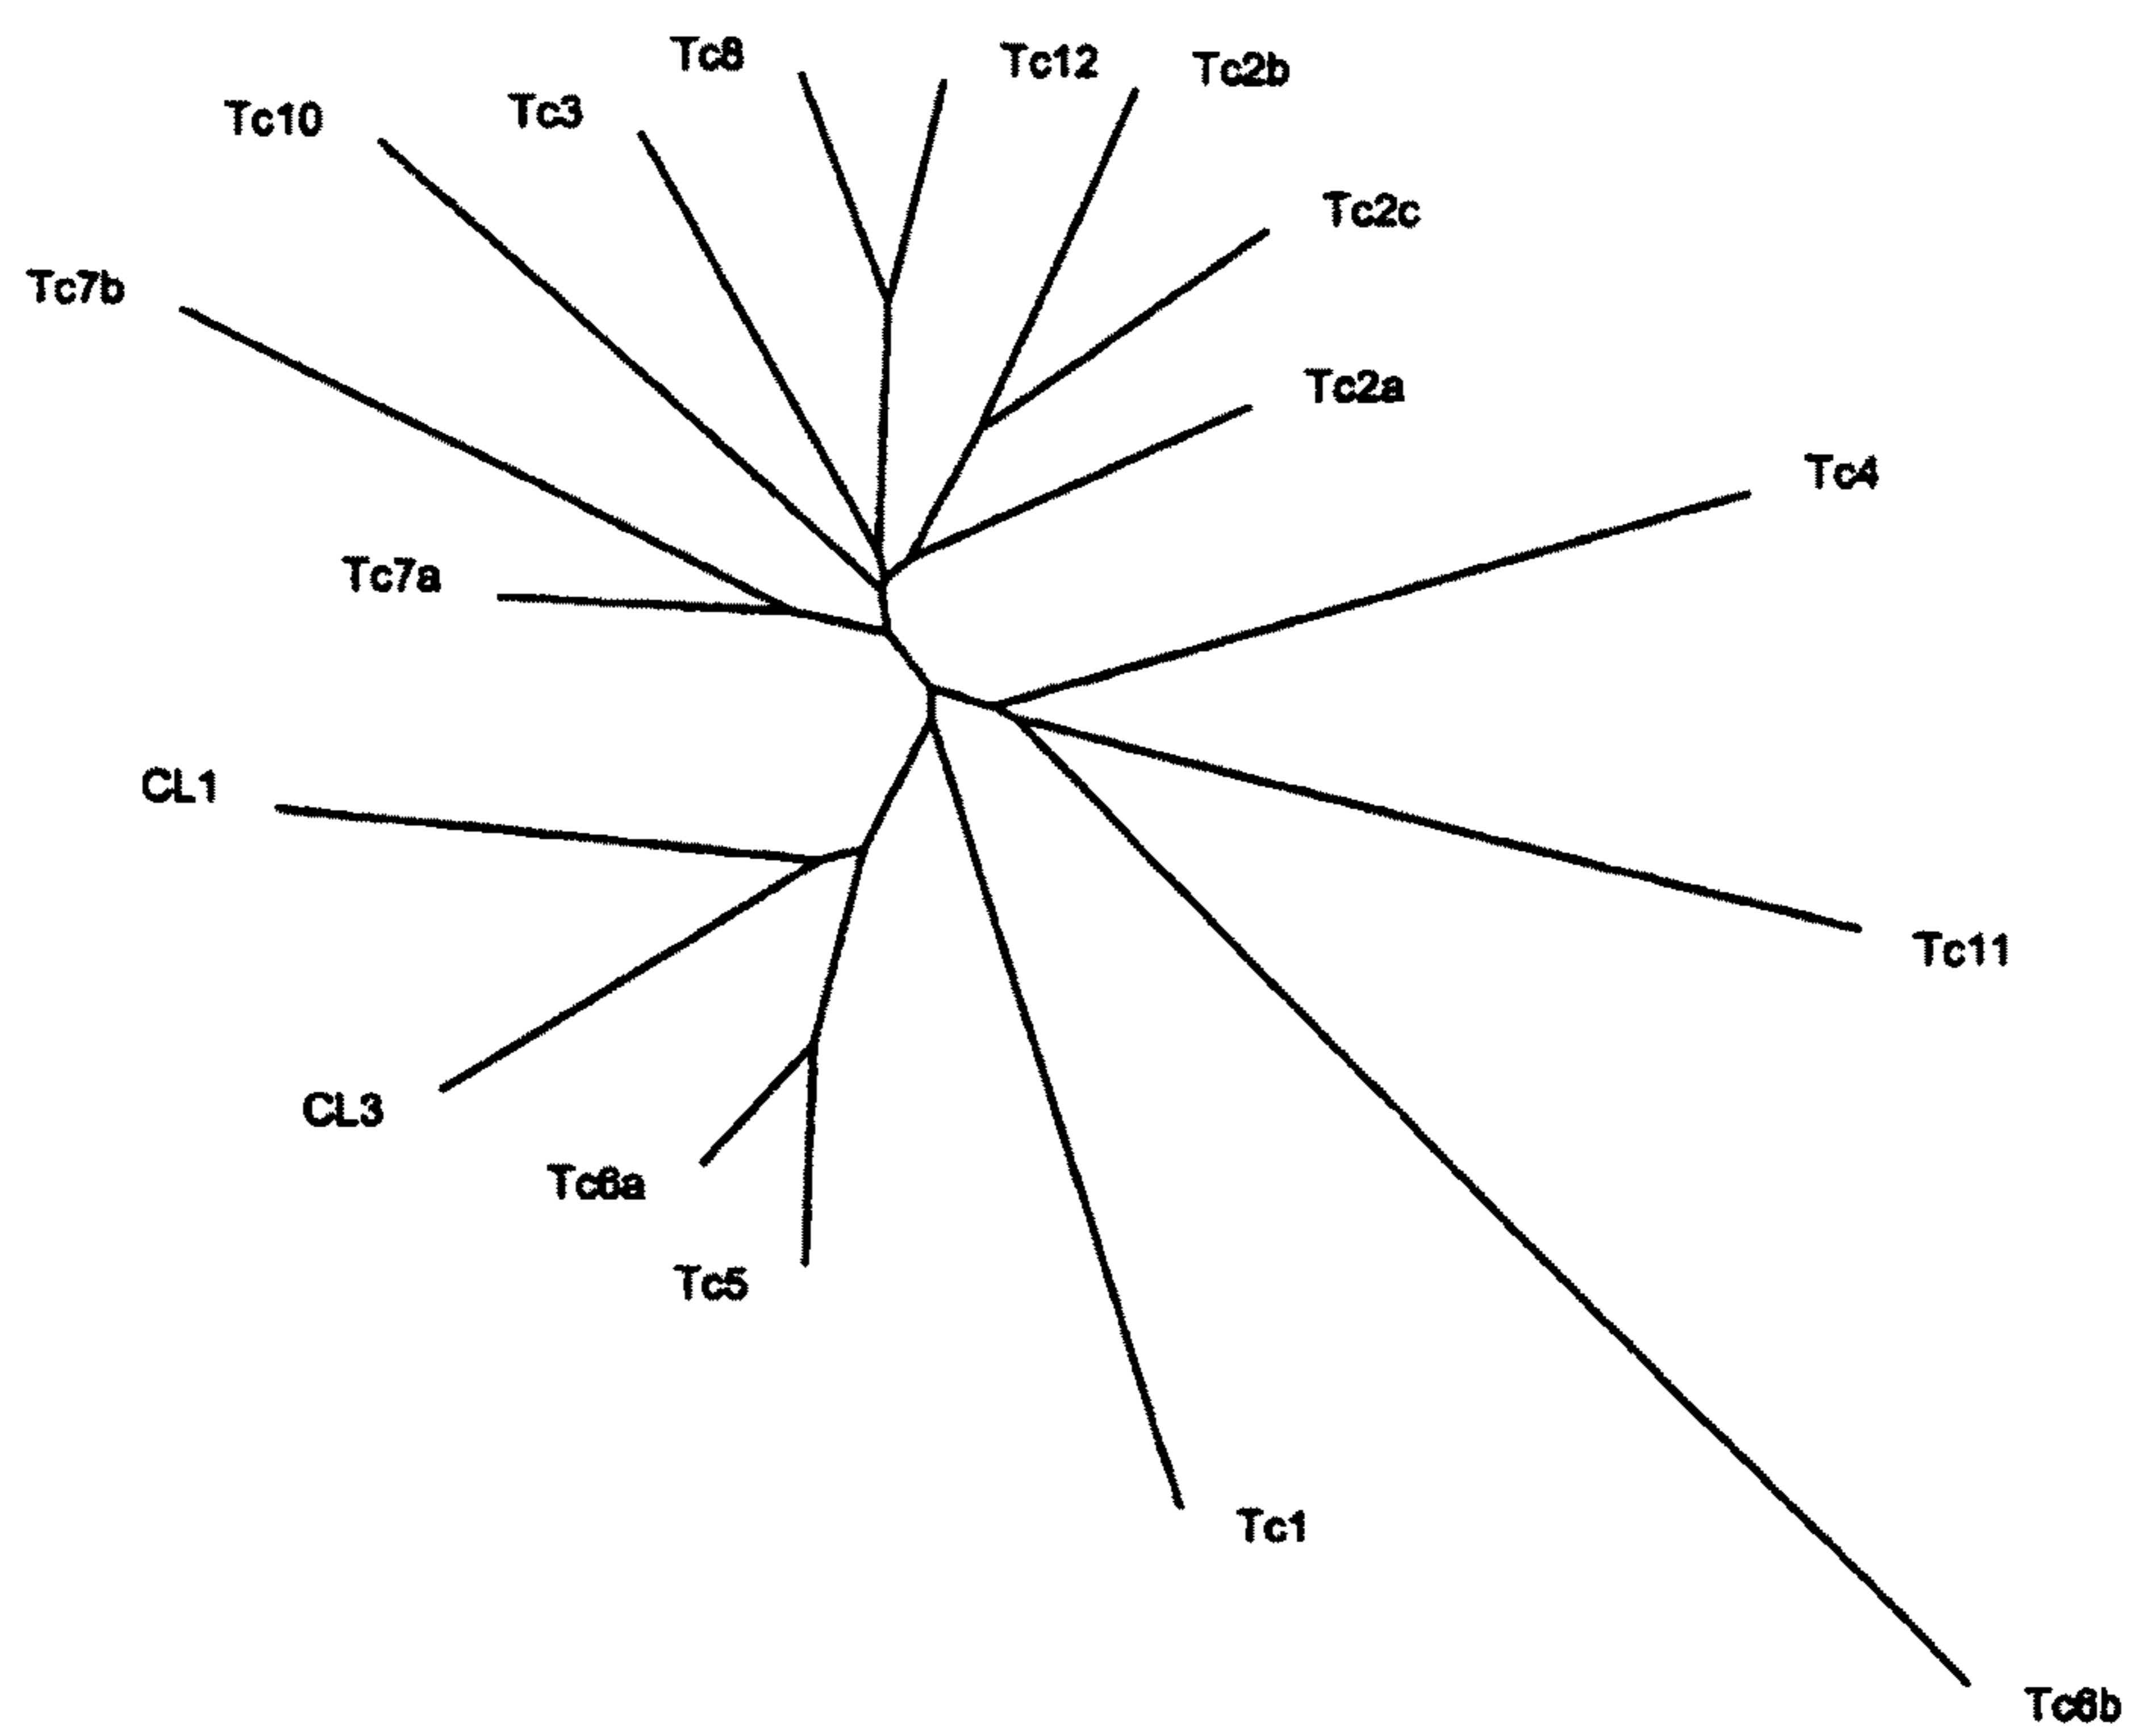 Tc8
Tc12
Tc2b
Tc10
Tc3
Tc2c
Tc7b
Tc2a
Tc4
Tc7a
CL1
Tc11
CL3
Tc6a
Tc5
Tc1
Tc6b